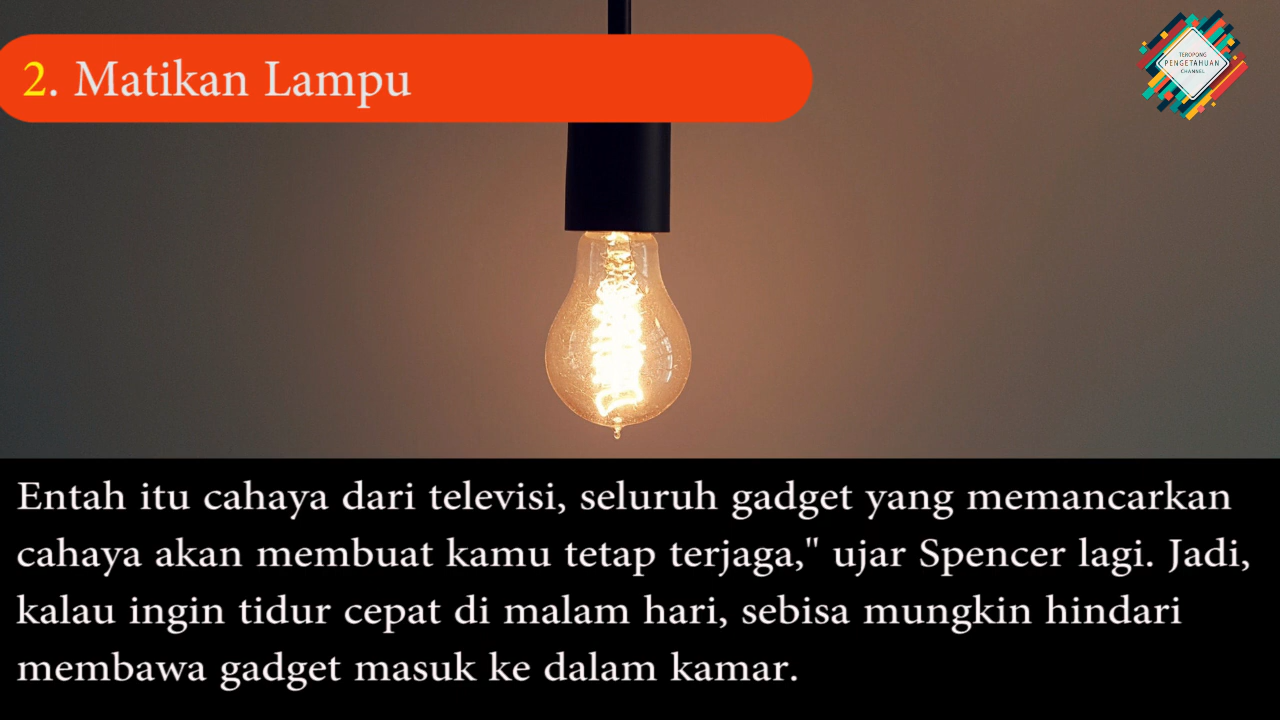 2. Matikan Lampu
TEROPONG
PENGETAHUAN
CHANNEL
Entah itu cahaya dari televisi, seluruh gadget yang memancarkan
cahaya akan membuat kamu tetap terjaga," ujar Spencer lagi. Jadi,
kalau ingin tidur cepat di malam hari, sebisa mungkin hindari
membawa gadget masuk ke dalam kamar.